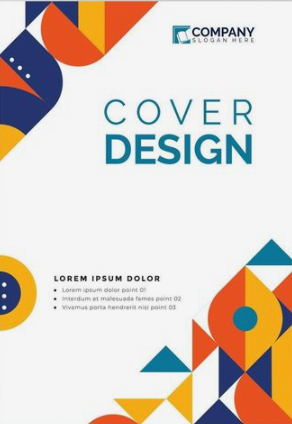 COMPANY
SLOGAN HERE
COVER
DESIGN
LOREM IPSUM DOLOR
• Lorem ipsum dolor point 01
• Interdum et malesuada fames point 02
• Vivamus porta hendrerit nisl point 03